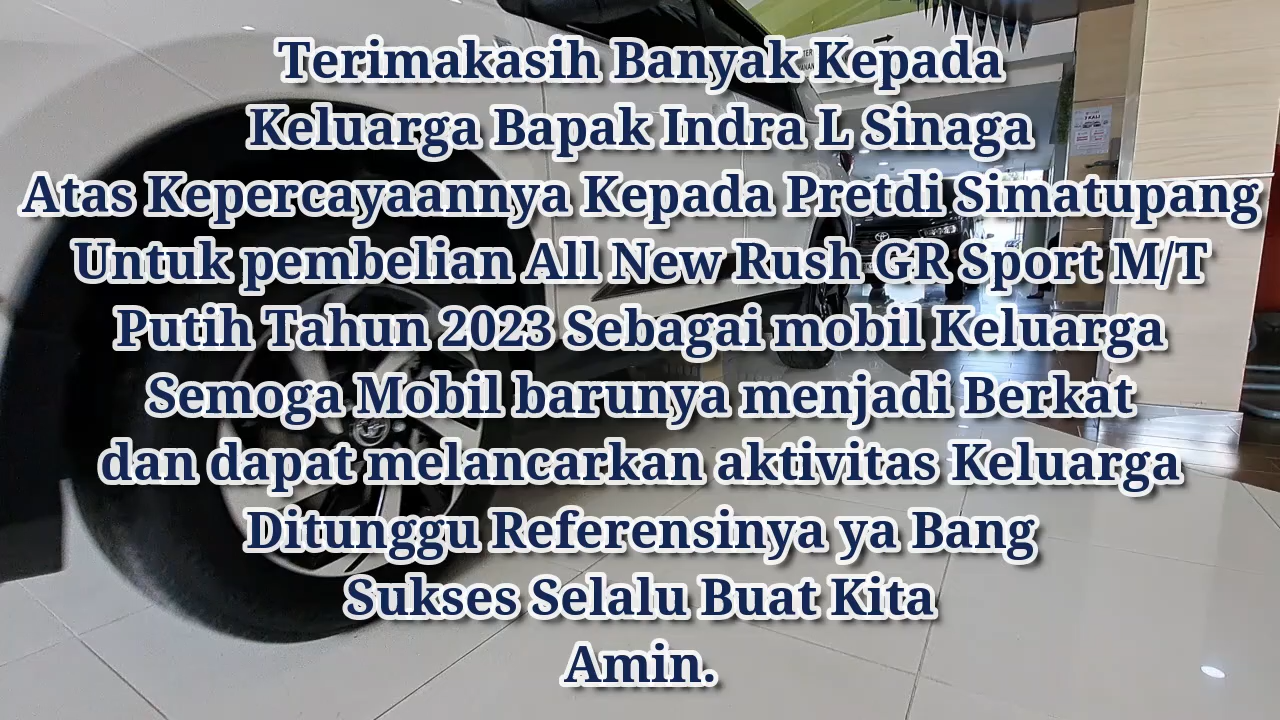 Terimakasih Banyak Kepada
Keluarga Bapak Indra L Sinaga
Atas Kepercayaannya Kepada Pretdi Simatupang
Untuk pembelian All New Rush GR Sport M/T
Putih Tahun 2023 Sebagai mobil Keluarga
Semoga Mobil barunya menjadi Berkat
dan dapat melancarkan aktivitas Keluarga
Ditunggu Referensinya ya Bang
Sukses Selalu Buat Kita
Amin.